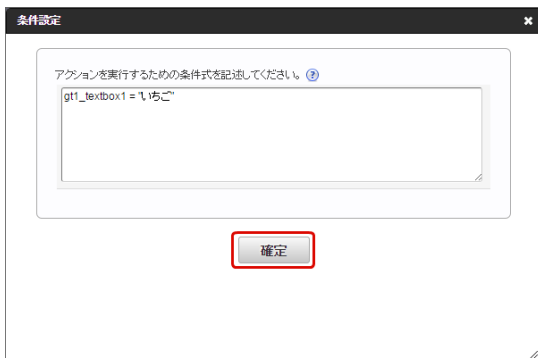 条件設定
アクションを実行するための条件式を記述してください。
gt1_textbox1 = "いちご"
確定